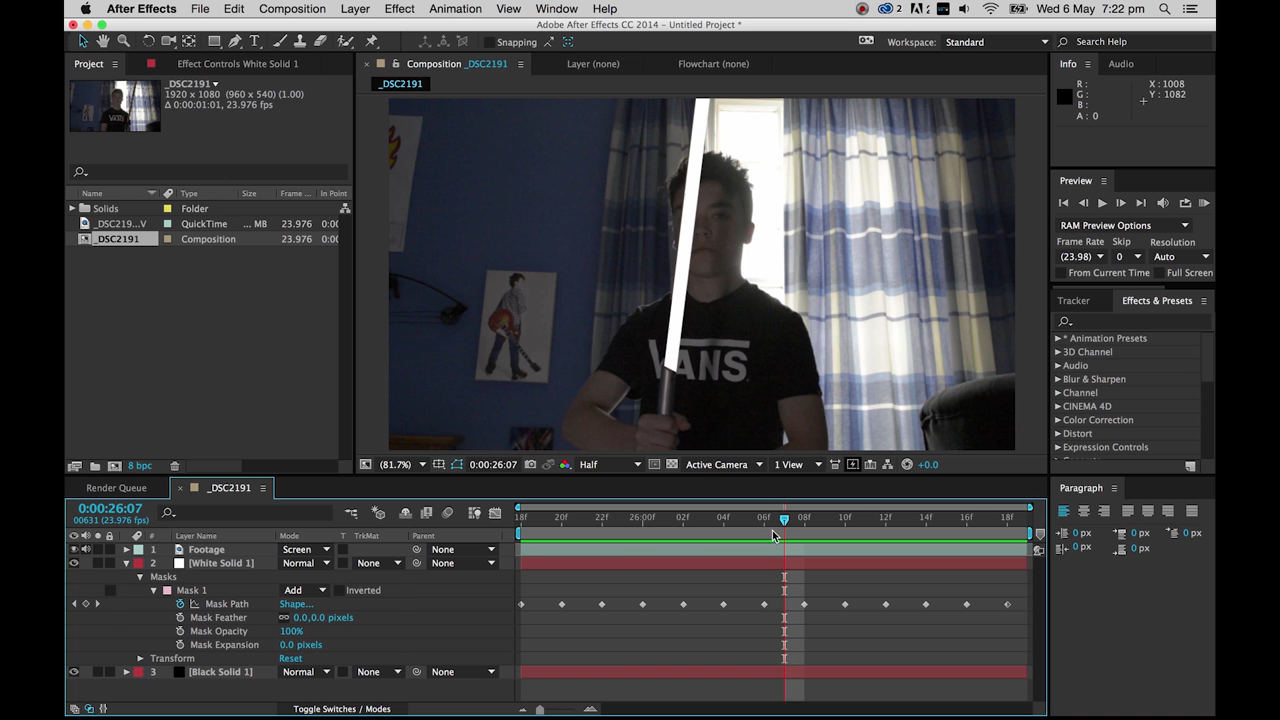 After Effects File Edit Composition Layer Effect Animation View Window Help 2 4 Wed 6 May 7:22 pm
Adobe After Effects CC 2014 - Untitled Project *
Snapping Workspace: Standard Search Help
Project Effect Controls White Solid 1 Composition _DSC2191 Layer (none) Flowchart (none) Info Audio
_DSC2191
1920 x 1080 (960 x 540) (1.00)
Δ 0:00:01:01, 23.976 fps
_DSC2191
R: X: 1008
G: Y: 1082
B:
A: 0
VANS
VANS
Preview
RAM Preview Options
Frame Rate Skip Resolution
(23.98) 0 Auto
From Current Time Full Screen
Name Type Size Frame ... In Point
Solids Folder
_DSC219...V QuickTime ... MB 23.976 0:00
_DSC2191 Composition 23.976 0:00
Tracker Effects & Presets
* Animation Presets
3D Channel
Audio
Blur & Sharpen
Channel
CINEMA 4D
Color Correction
Distort
Expression Controls
8 bpc (81.7%) 0:00:26:07 Half Active Camera 1 View +0.0
Render Queue _DSC2191 Paragraph
0:00:26:07
00631 (23.976 fps)
18f 20f 22f 26:00f 02f 04f 06f 08f 10f 12f 14f 16f 18f
# Layer Name Mode T TrkMat Parent
1 Footage Screen None
2 [White Solid 1] Normal None None
Masks
Mask 1 Add Inverted
Mask Path Shape...
Mask Feather 0.0,0.0 pixels
Mask Opacity 100%
Mask Expansion 0.0 pixels
Transform Reset
3 [Black Solid 1] Normal None None
Toggle Switches / Modes
0 px 0 px 0 px
0 px 0 px